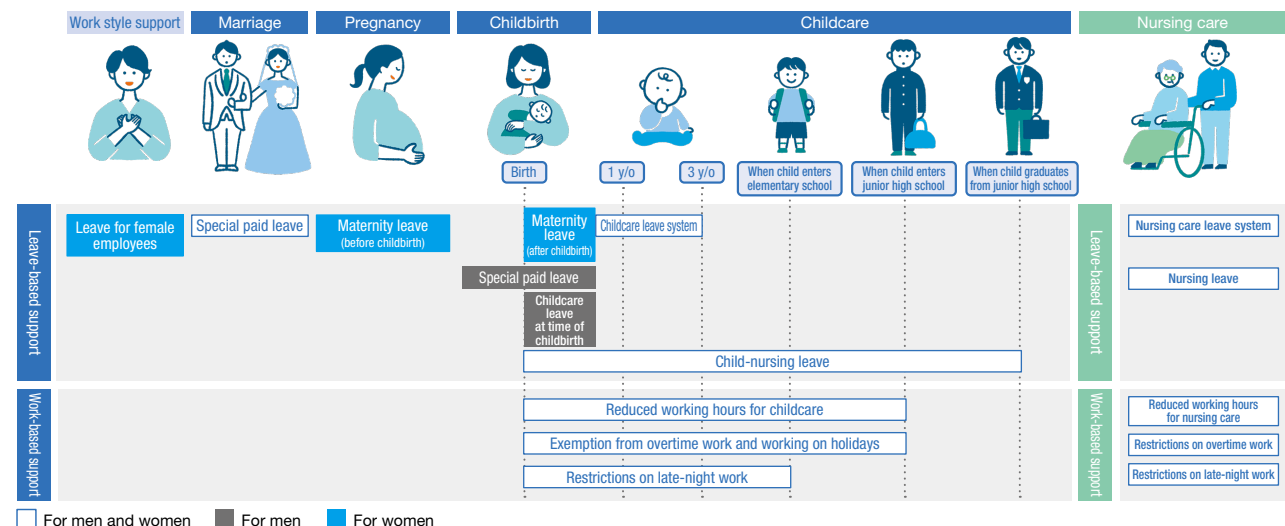 Work style support
Marriage
Pregnancy
Childbirth
Childcare
Nursing care
Birth
1 y/o
3 y/o
When child enters
elementary school
When child enters
junior high school
When child graduates
from junior high school
Leave-based support
Leave for female
employees
Special paid leave
Maternity leave
(before childbirth)
Maternity
leave
(after childbirth)
Childcare leave system
Special paid leave
Childcare
leave
at time of
childbirth
Child-nursing leave
Leave-based support
Nursing care leave system
Nursing leave
Work-based support
Reduced working hours for childcare
Exemption from overtime work and working on holidays
Restrictions on late-night work
Work-based support
Reduced working hours
for nursing care
Restrictions on overtime work
Restrictions on late-night work
For men and women
For men
For women